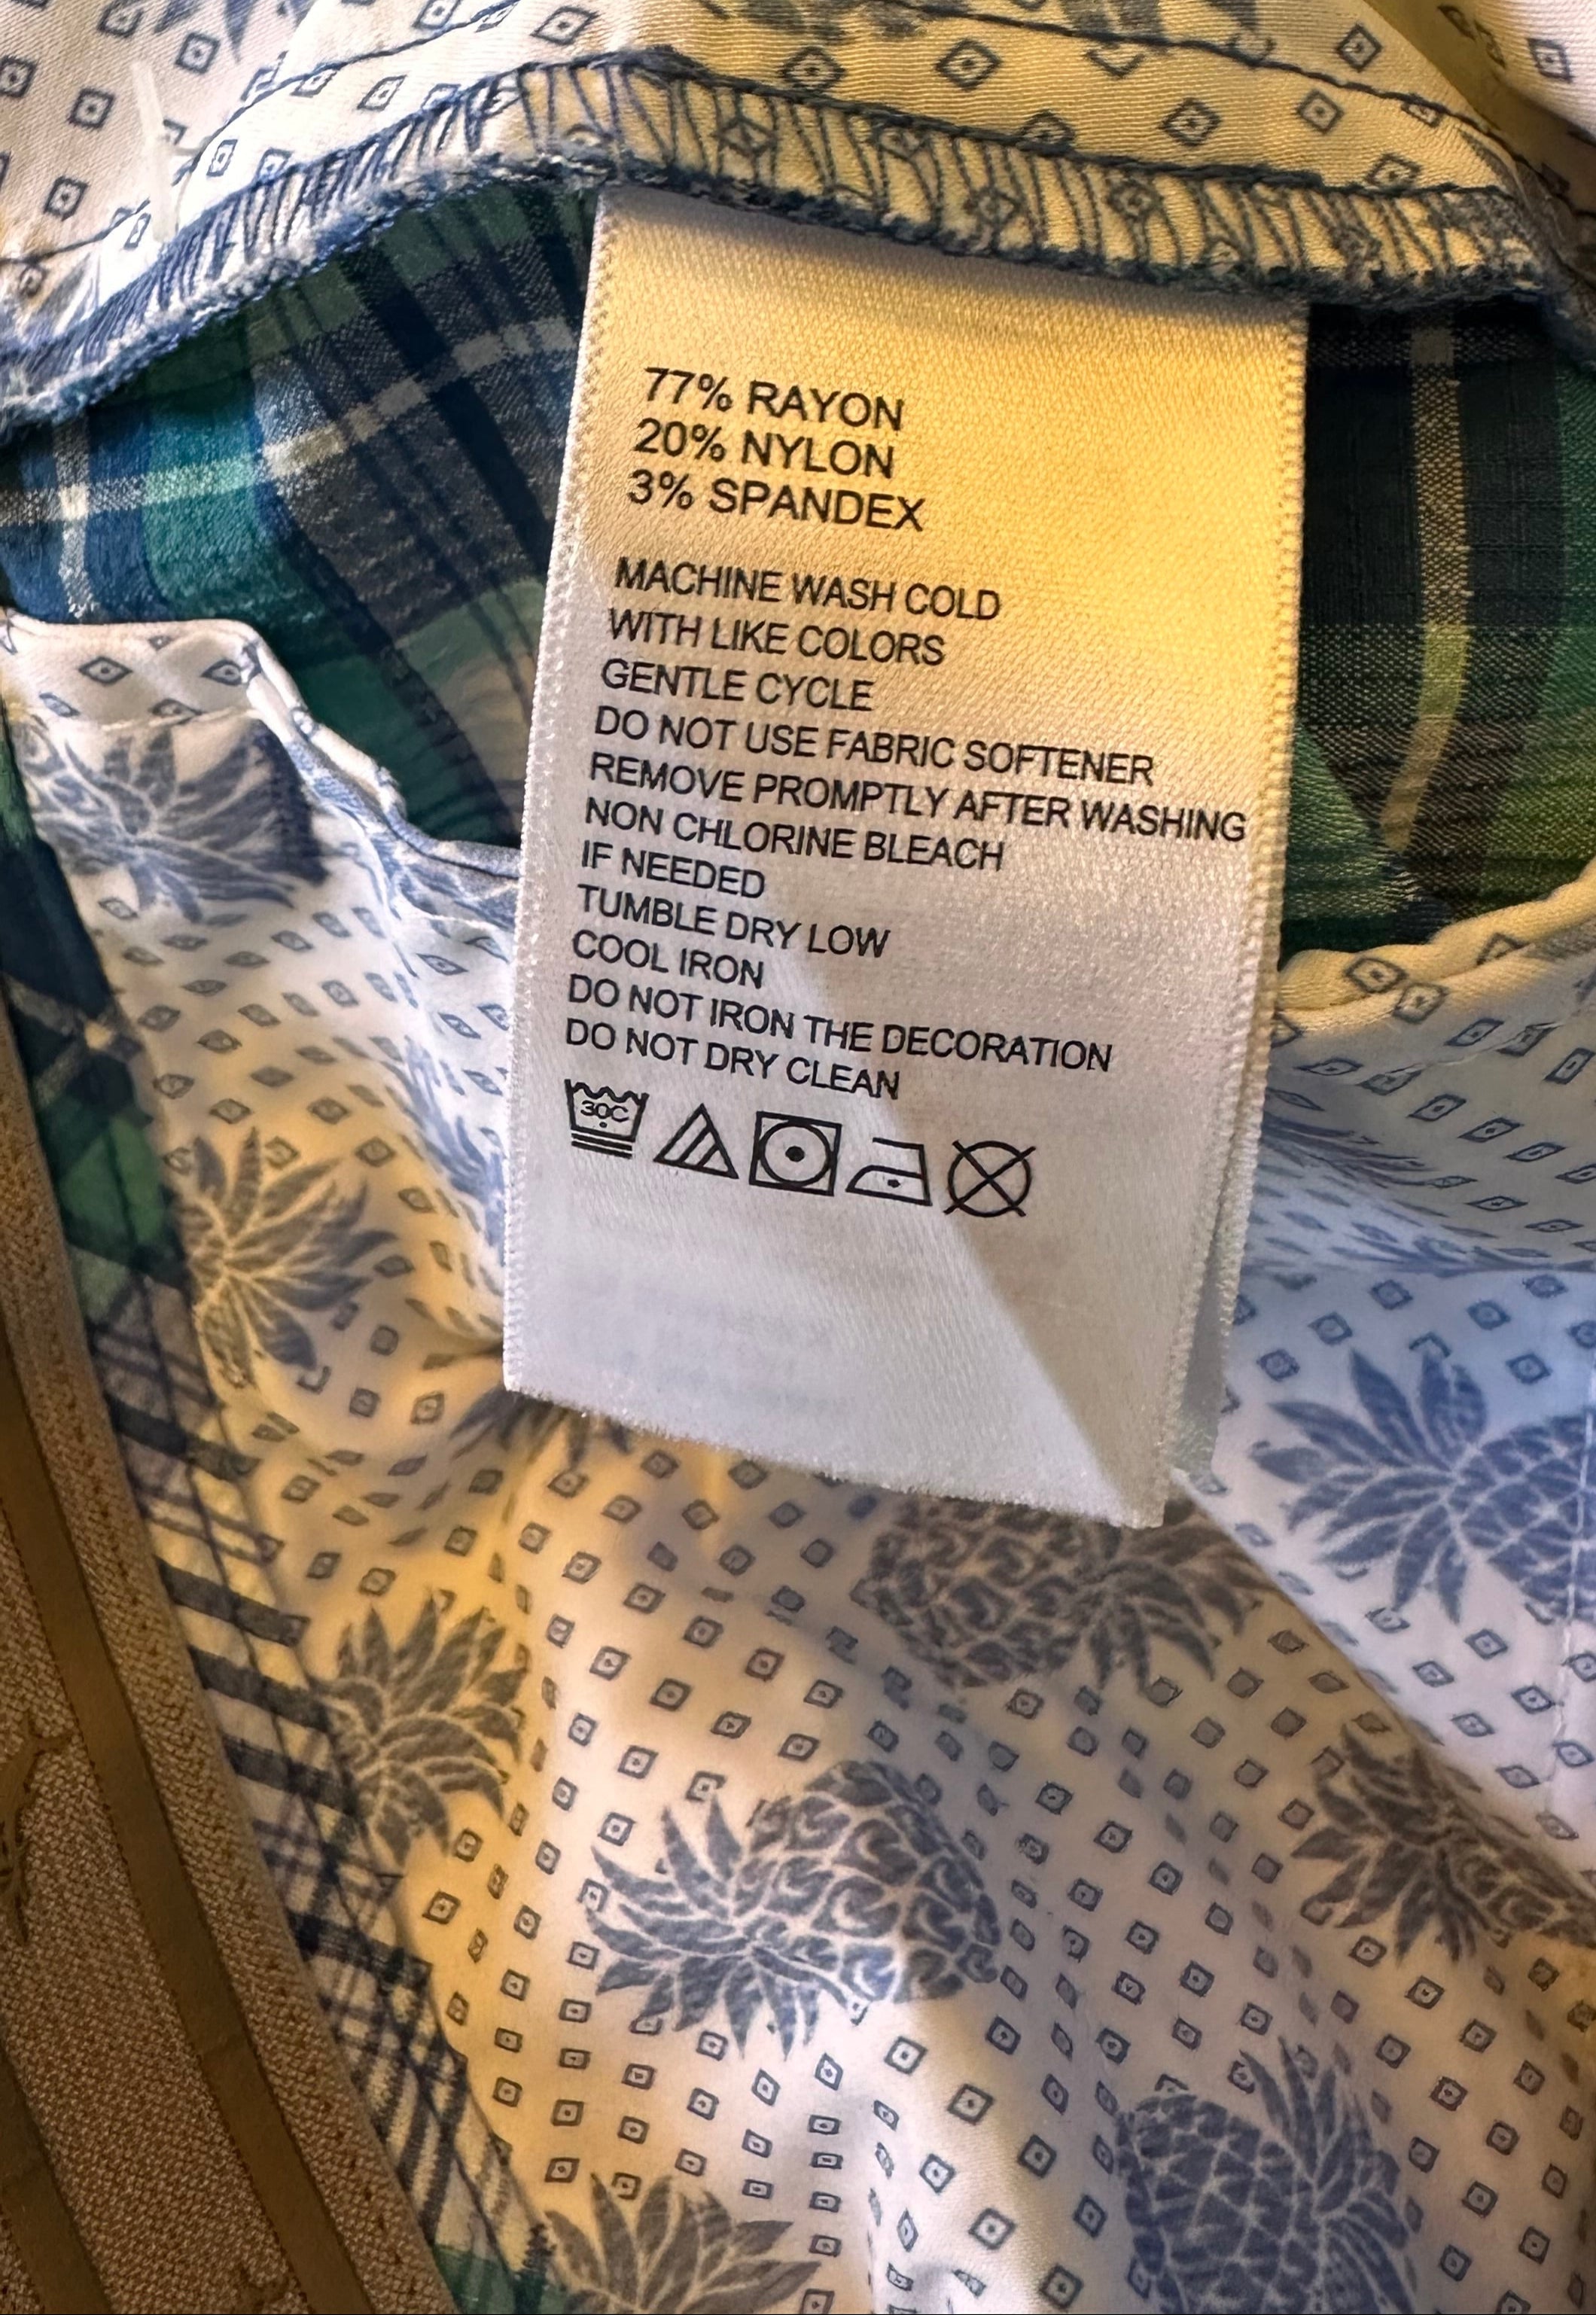 77% RAYON
20% NYLON
3% SPANDEX
MACHINE WASH COLD
WITH LIKE COLORS
GENTLE CYCLE
DO NOT USE FABRIC SOFTENER
REMOVE PROMPTLY AFTER WASHING
NON CHLORINE BLEACH
IF NEEDED
TUMBLE DRY LOW
COOL IRON
DO NOT IRON THE DECORATION
DO NOT DRY CLEAN
30C